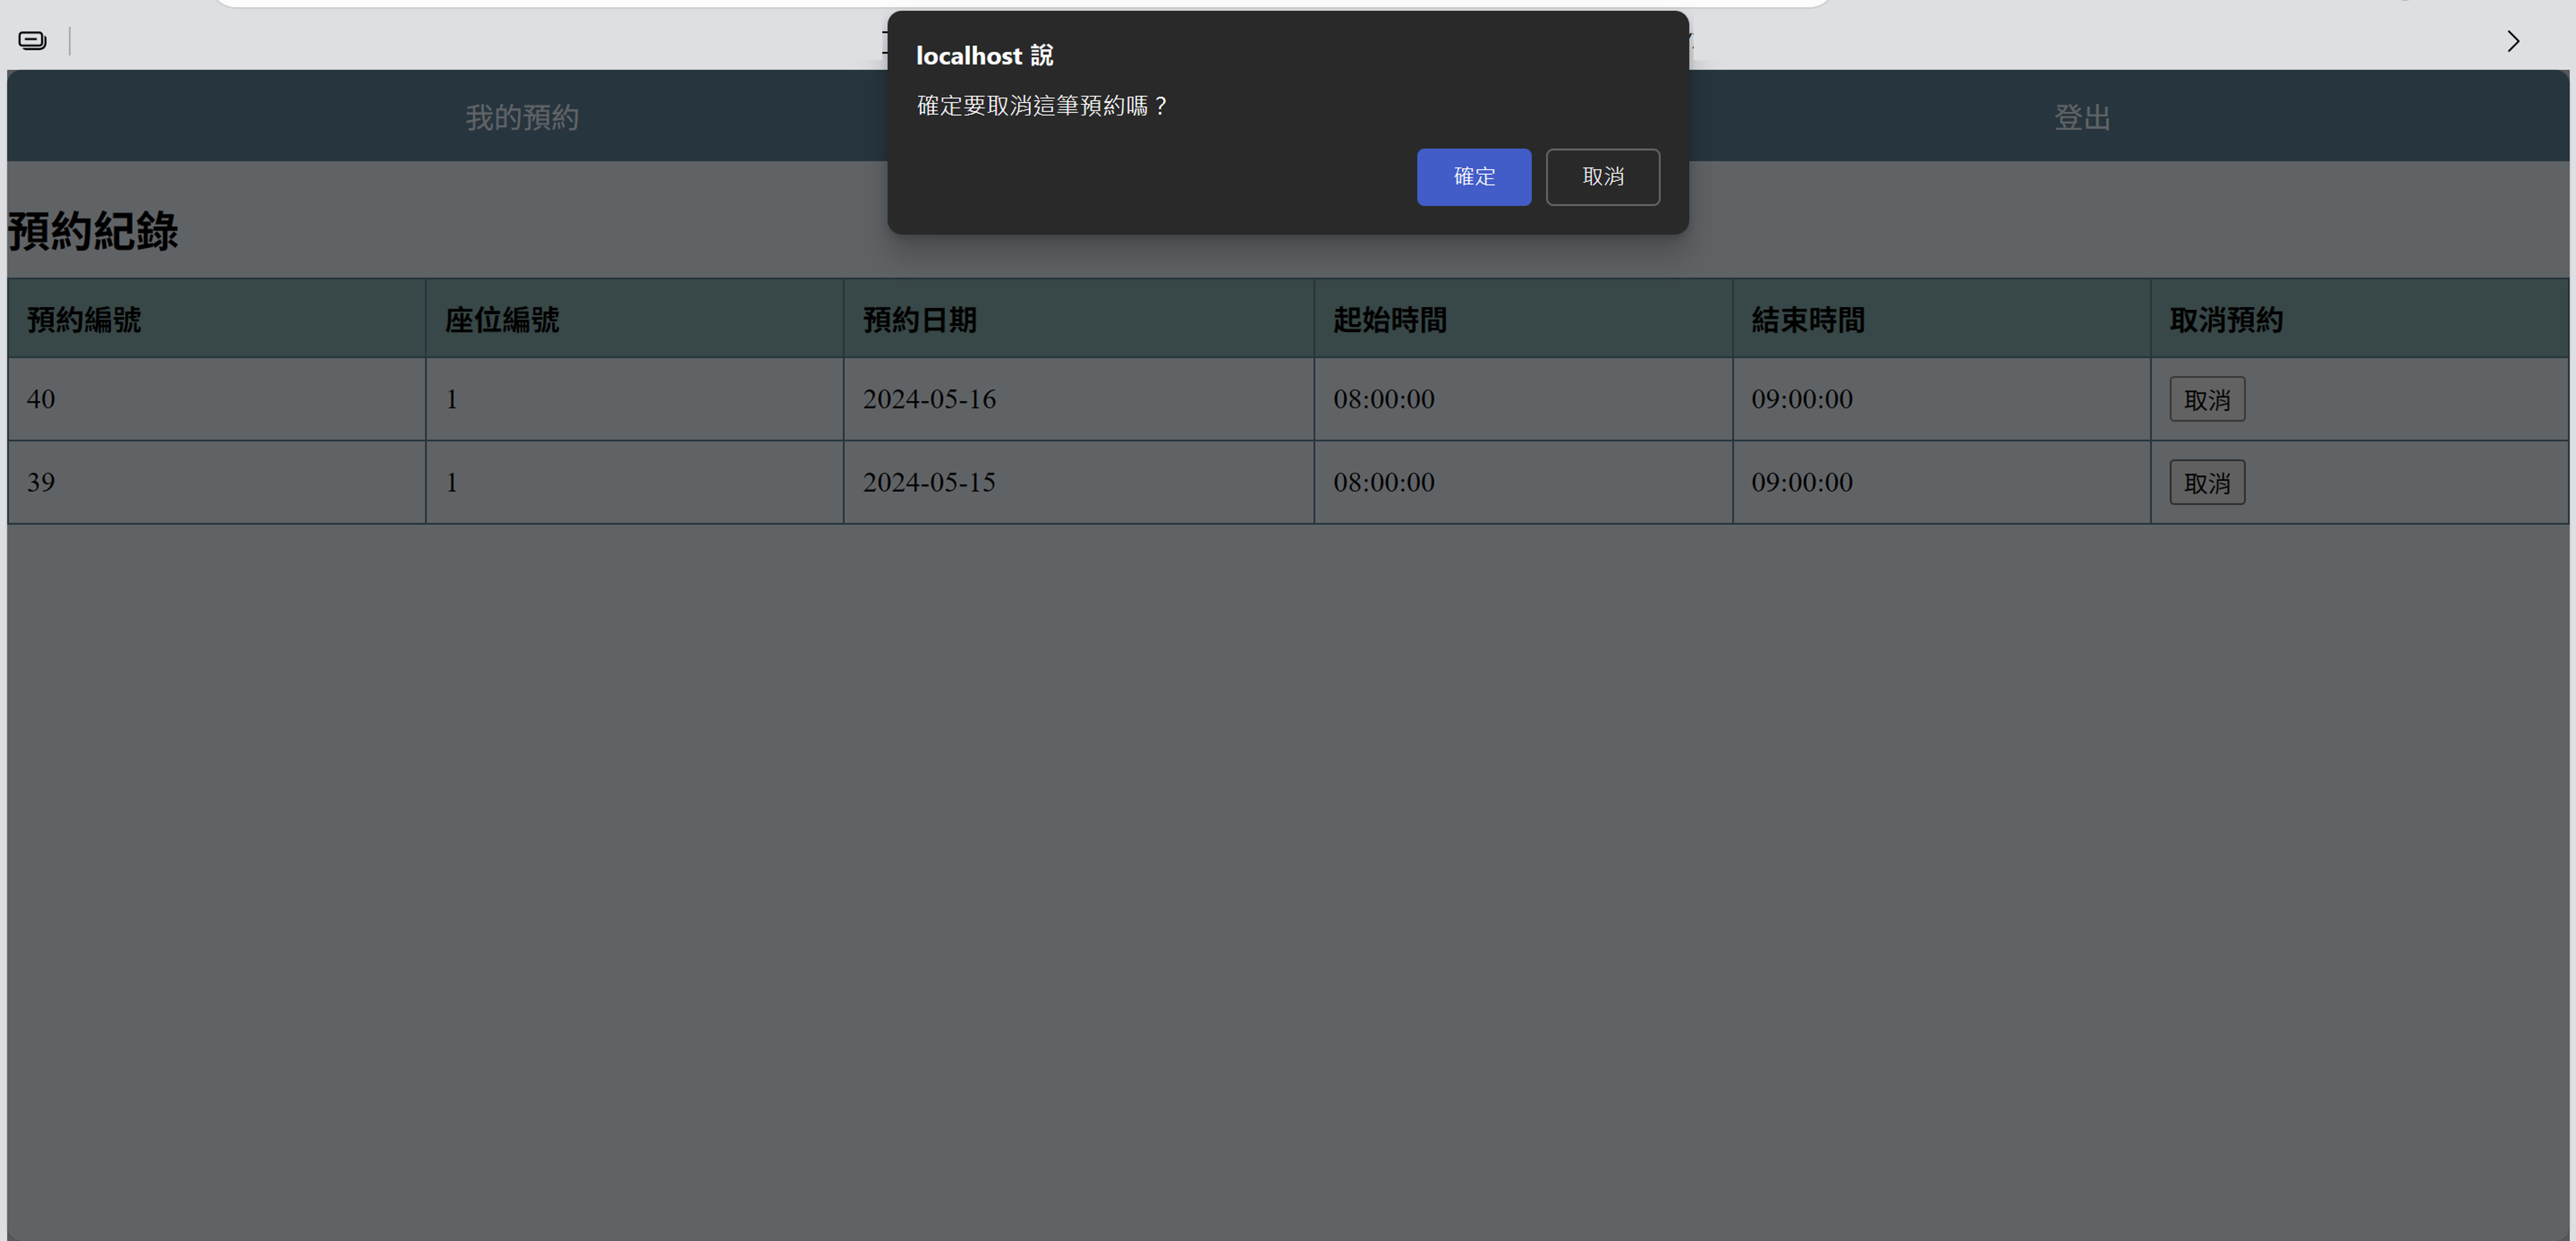 localhost 說
確定要取消這筆預約嗎？
確定 取消
我的預約 登出
預約紀錄
預約編號 座位編號 預約日期 起始時間 結束時間 取消預約
40 1 2024-05-16 08:00:00 09:00:00 取消
39 1 2024-05-15 08:00:00 09:00:00 取消